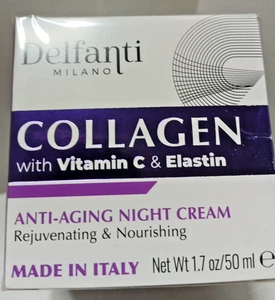 Delfanti
MILANO
COLLAGEN
with Vitamin C & Elastin
ANTI-AGING NIGHT CREAM
Rejuvenating & Nourishing
MADE IN ITALY
Net Wt 1.7 oz/50 ml ℮